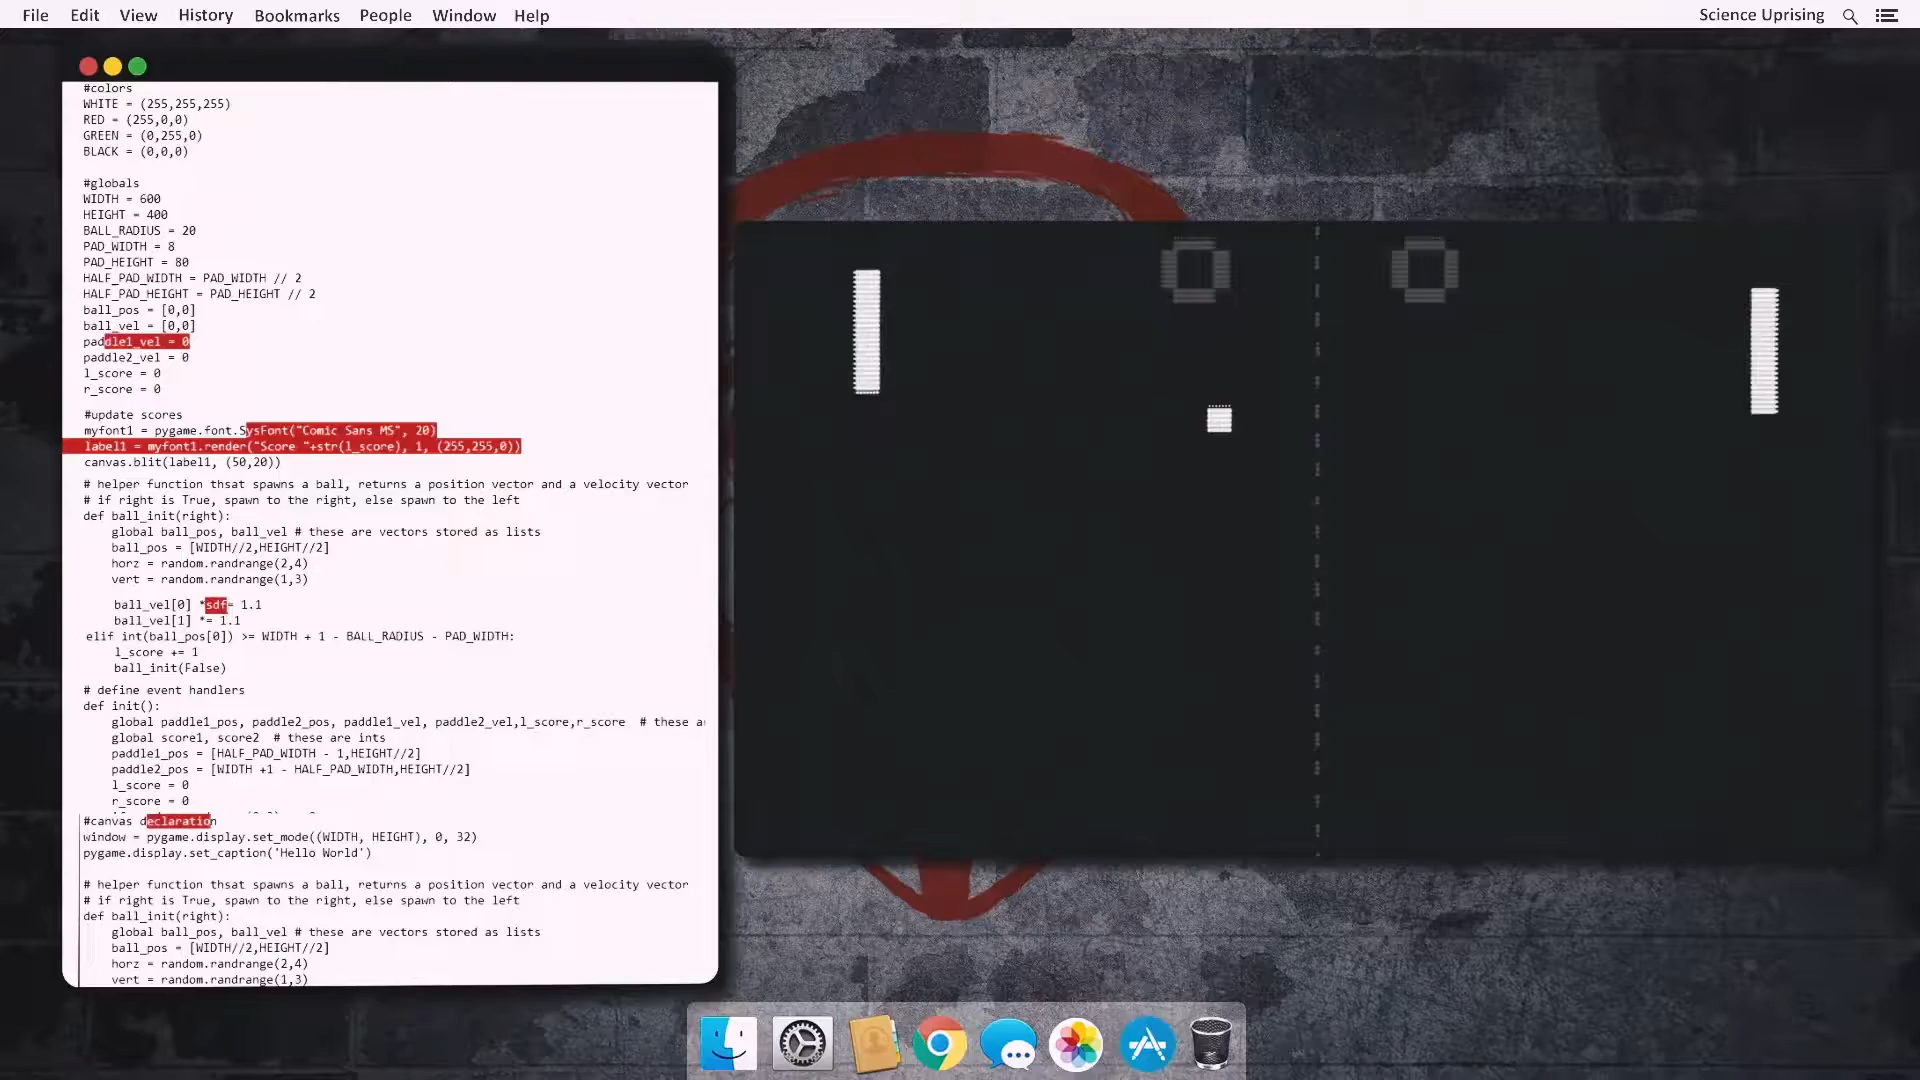 File Edit View History Bookmarks People Window Help Science Uprising
#colors
WHITE = (255,255,255)
RED = (255,0,0)
GREEN = (0,255,0)
BLACK = (0,0,0)
#globals
WIDTH = 600
HEIGHT = 400
BALL_RADIUS = 20
PAD_WIDTH = 8
PAD_HEIGHT = 80
HALF_PAD_WIDTH = PAD_WIDTH // 2
HALF_PAD_HEIGHT = PAD_HEIGHT // 2
ball_pos = [0,0]
ball_vel = [0,0]
paddle1_vel = 0
paddle2_vel = 0
l_score = 0
r_score = 0
#update scores
myfont1 = pygame.font.SysFont("Comic Sans MS", 20)
label1 = myfont1.render("Score "+str(l_score), 1, (255,255,0))
canvas.blit(label1, (50,20))
# helper function thsat spawns a ball, returns a position vector and a velocity vector
# if right is True, spawn to the right, else spawn to the left
def ball_init(right):
global ball_pos, ball_vel # these are vectors stored as lists
ball_pos = [WIDTH//2,HEIGHT//2]
horz = random.randrange(2,4)
vert = random.randrange(1,3)
ball_vel[0] *sdf= 1.1
ball_vel[1] *= 1.1
elif int(ball_pos[0]) >= WIDTH + 1 - BALL_RADIUS - PAD_WIDTH:
l_score += 1
ball_init(False)
# define event handlers
def init():
global paddle1_pos, paddle2_pos, paddle1_vel, paddle2_vel,l_score,r_score # these a
global score1, score2 # these are ints
paddle1_pos = [HALF_PAD_WIDTH - 1,HEIGHT//2]
paddle2_pos = [WIDTH +1 - HALF_PAD_WIDTH,HEIGHT//2]
l_score = 0
r_score = 0
#canvas declaration
window = pygame.display.set_mode((WIDTH, HEIGHT), 0, 32)
pygame.display.set_caption('Hello World')
# helper function thsat spawns a ball, returns a position vector and a velocity vector
# if right is True, spawn to the right, else spawn to the left
def ball_init(right):
global ball_pos, ball_vel # these are vectors stored as lists
ball_pos = [WIDTH//2,HEIGHT//2]
horz = random.randrange(2,4)
vert = random.randrange(1,3)
0 0